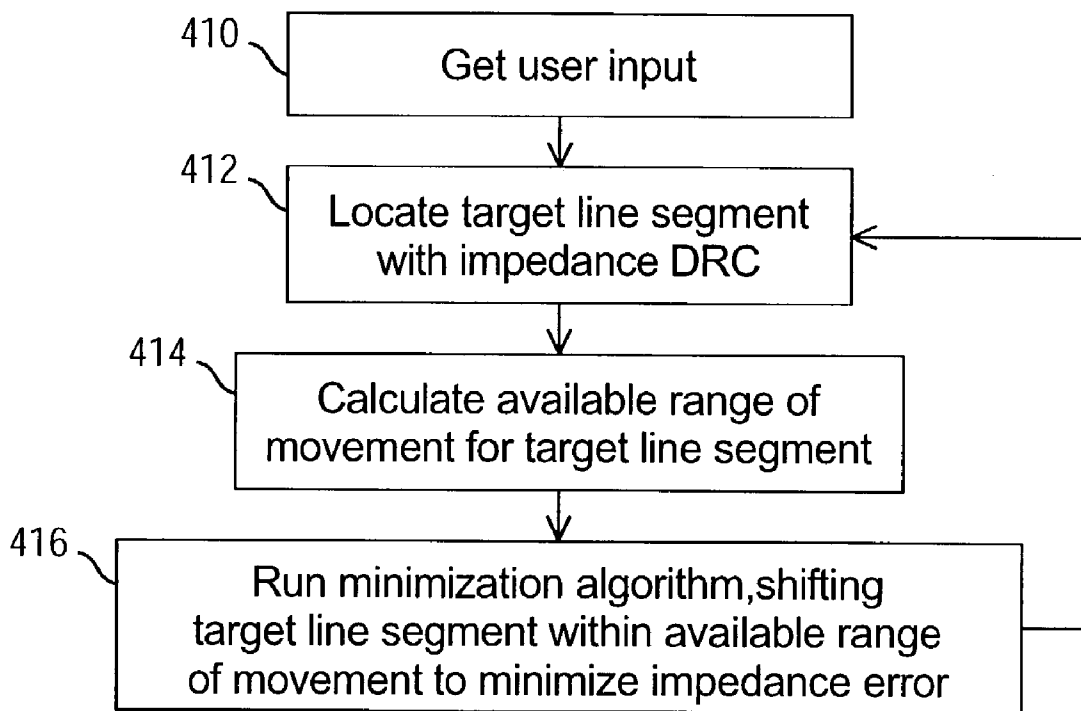 410
Get user input
412
Locate target line segment
with impedance DRC
414
Calculate available range of
movement for target line segment
416
Run minimization algorithm,shifting
target line segment within available range
of movement to minimize impedance error